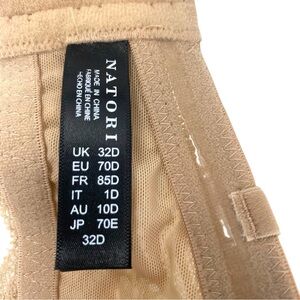 NATORI
MADE IN CHINA
FABRIQUÉ EN CHINE
HECHO EN CHINA
UK 32D
EU 70D
FR 85D
IT 1D
AU 10D
JP 70E
32D